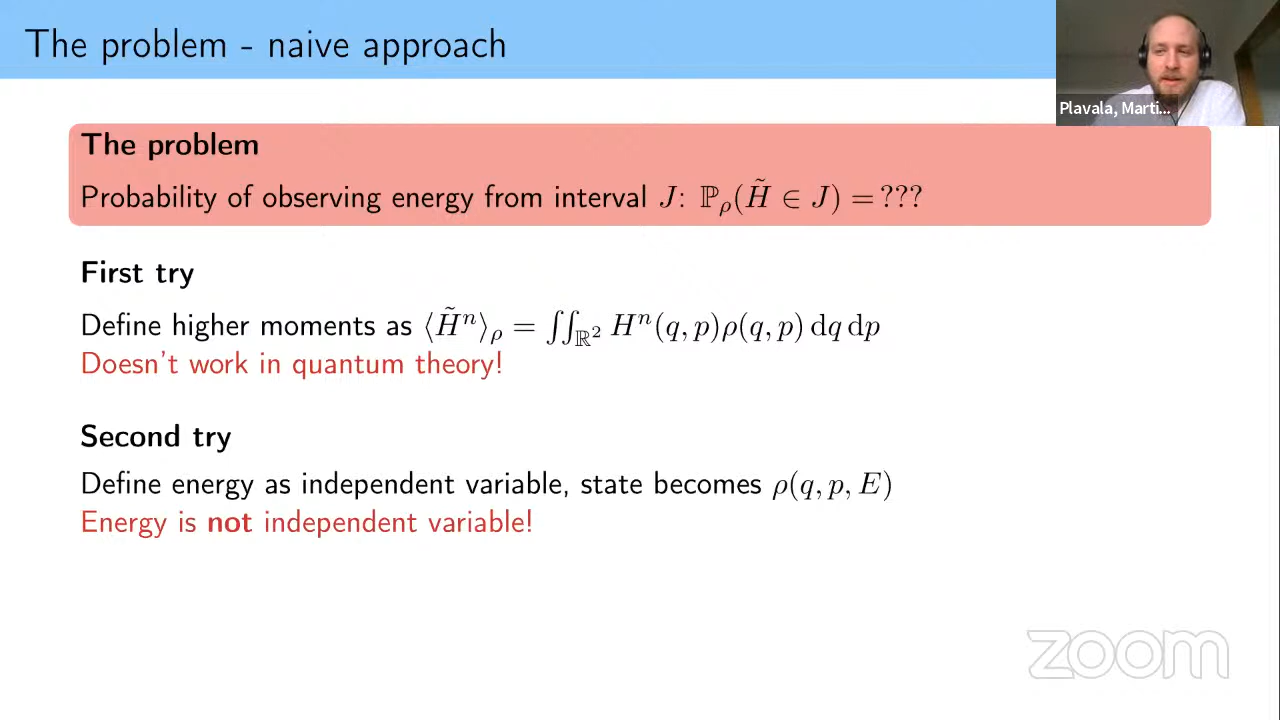 The problem - naive approach
Plavala, Marti...
The problem
Probability of observing energy from interval J: ℙ_ρ(H̃ ∈ J) = ???
First try
Define higher moments as ⟨H̃ⁿ⟩_ρ = ∬_ℝ² Hⁿ(q, p)ρ(q, p) dq dp
Doesn't work in quantum theory!
Second try
Define energy as independent variable, state becomes ρ(q, p, E)
Energy is not independent variable!
zoom